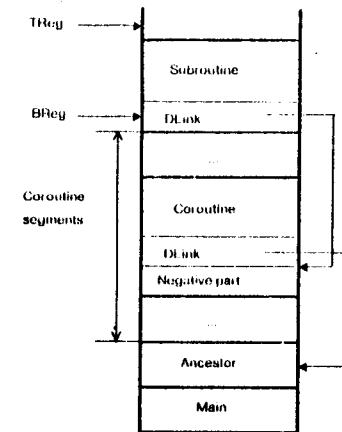 TReg
Subroutine
BReg
DLink
...
Coroutine
segments
Coroutine
DLink
Negative part
...
Ancestor
Main